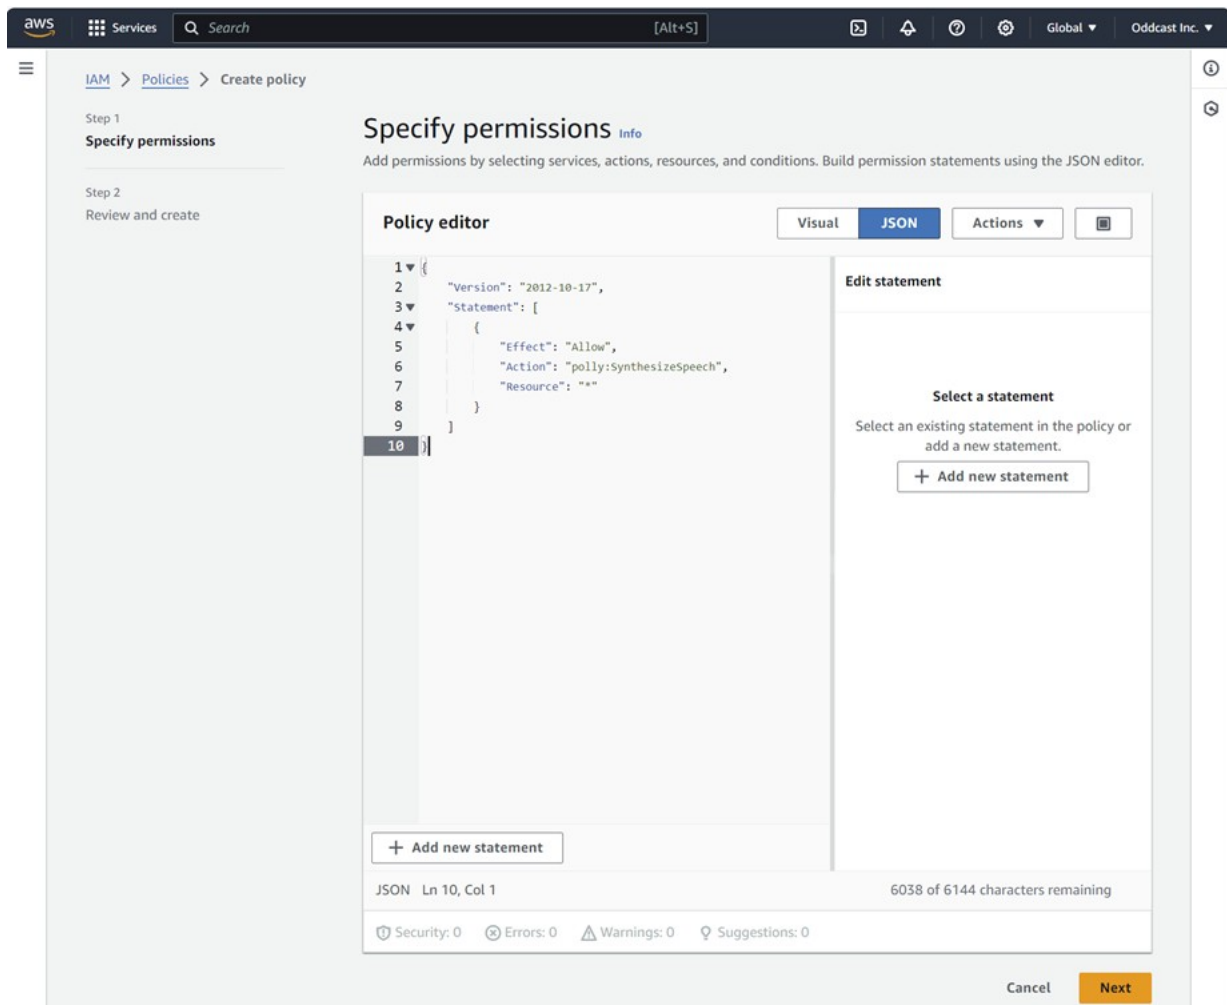 aws Services Search [Alt+S] Global ▼ Oddcast Inc. ▼
IAM > Policies > Create policy
Step 1
Specify permissions
Step 2
Review and create
Specify permissions Info
Add permissions by selecting services, actions, resources, and conditions. Build permission statements using the JSON editor.
Policy editor
Visual JSON Actions ▼
1 ▼ {
2 "Version": "2012-10-17",
3 ▼ "Statement": [
4 ▼ {
5 "Effect": "Allow",
6 "Action": "polly:SynthesizeSpeech",
7 "Resource": "*"
8 }
9 ]
10 }
+ Add new statement
Edit statement
Select a statement
Select an existing statement in the policy or
add a new statement.
+ Add new statement
JSON Ln 10, Col 1 6038 of 6144 characters remaining
Security: 0 Errors: 0 Warnings: 0 Suggestions: 0
Cancel Next